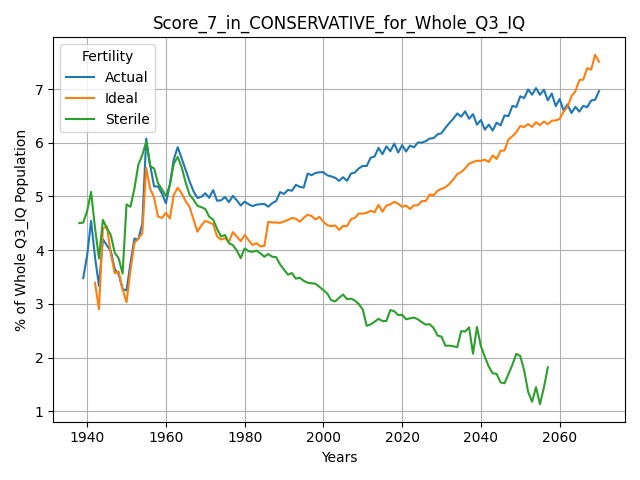 Score_7_in_CONSERVATIVE_for_Whole_Q3_IQ
Fertility
Actual
Ideal
Sterile
% of Whole Q3_IQ Population
7
6
5
4
3
2
1
1940 1960 1980 2000 2020 2040 2060
Years